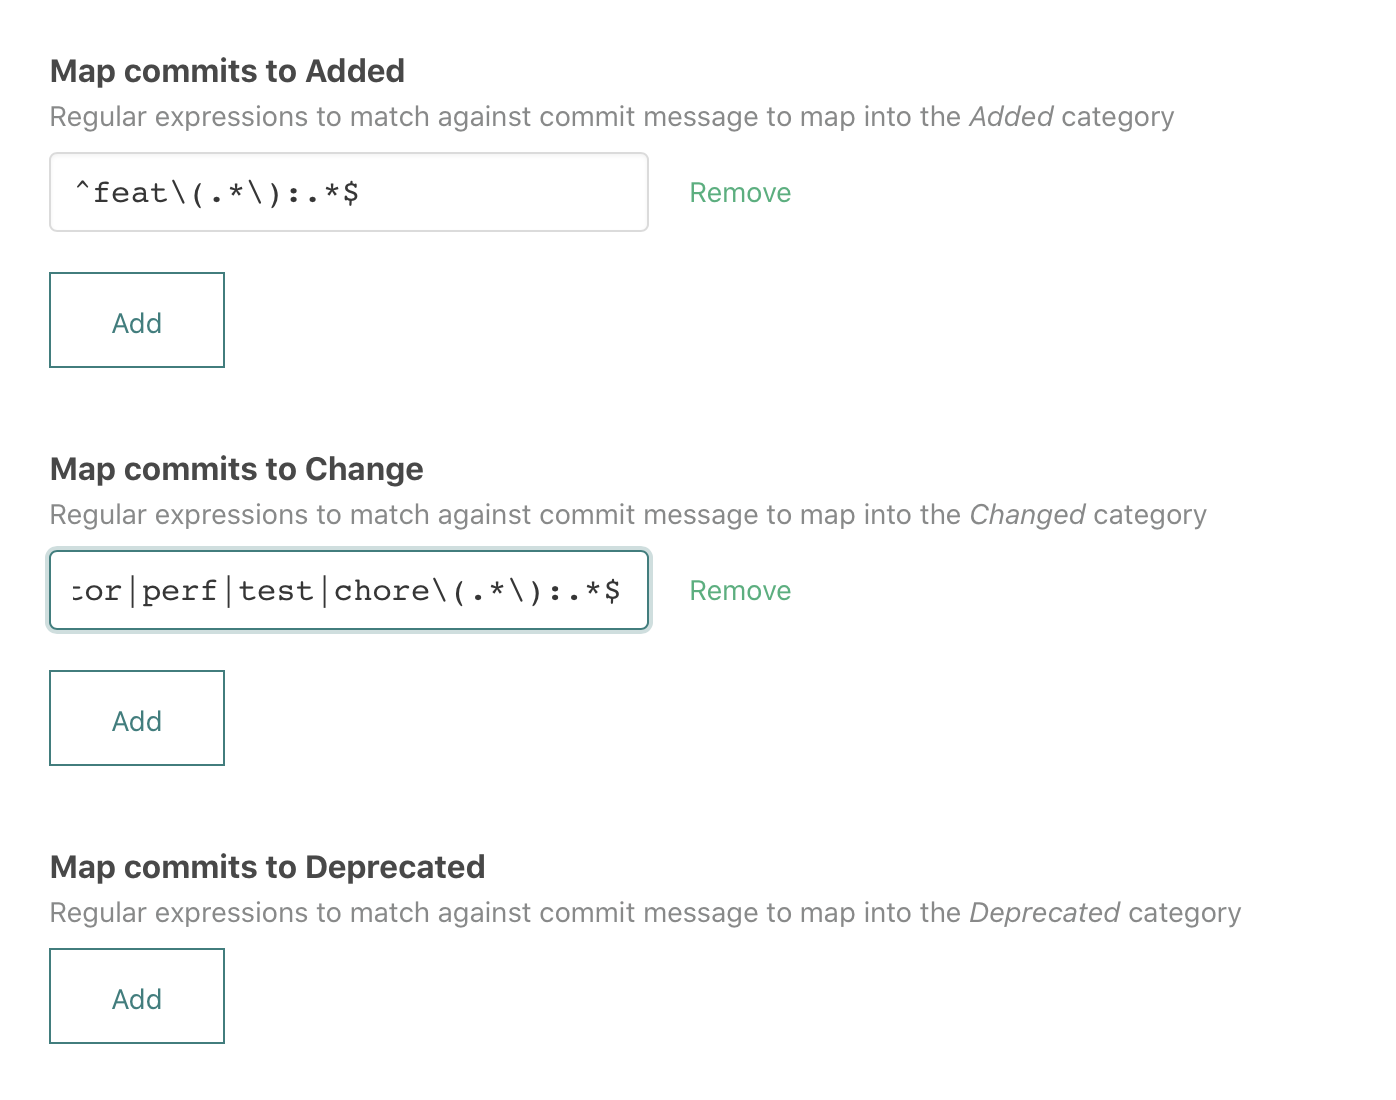 Map commits to Added
Regular expressions to match against commit message to map into the Added category
^feat\(.*\):.*$
Remove
Add
Map commits to Change
Regular expressions to match against commit message to map into the Changed category
tor|perf|test|chore\(.*\):.*$
Remove
Add
Map commits to Deprecated
Regular expressions to match against commit message to map into the Deprecated category
Add